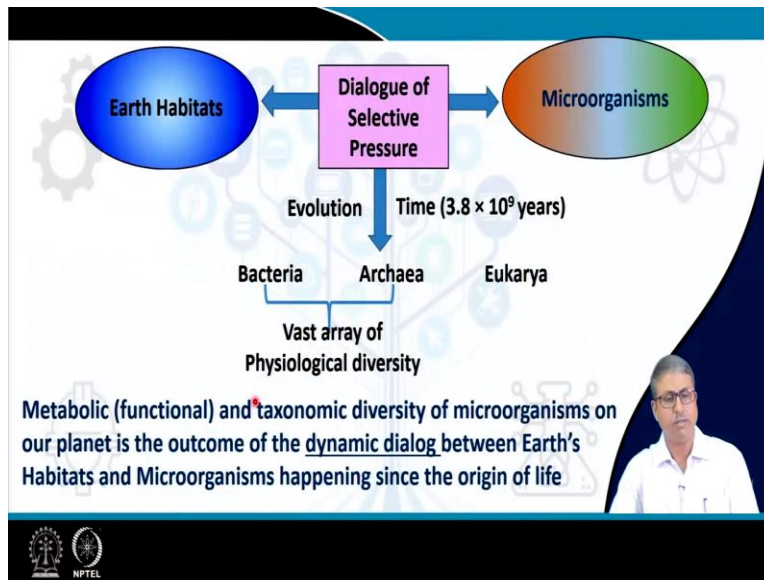 Earth Habitats
Dialogue of
Selective
Pressure
Microorganisms
Evolution
Time (3.8 × 10⁹ years)
Bacteria
Archaea
Eukarya
Vast array of
Physiological diversity
Metabolic (functional) and taxonomic diversity of microorganisms on
our planet is the outcome of the dynamic dialog between Earth's
Habitats and Microorganisms happening since the origin of life
NPTEL